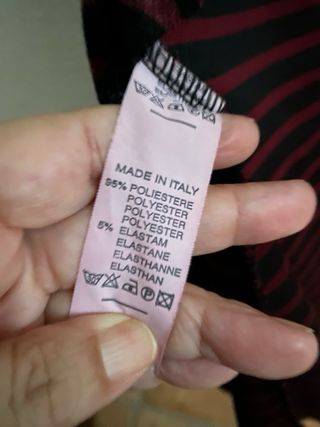 MADE IN ITALY
95% POLIESTERE
POLYESTER
POLYESTER
POLYESTER
5% ELASTAM
ELASTANE
ELASTHANNE
ELASTHAN